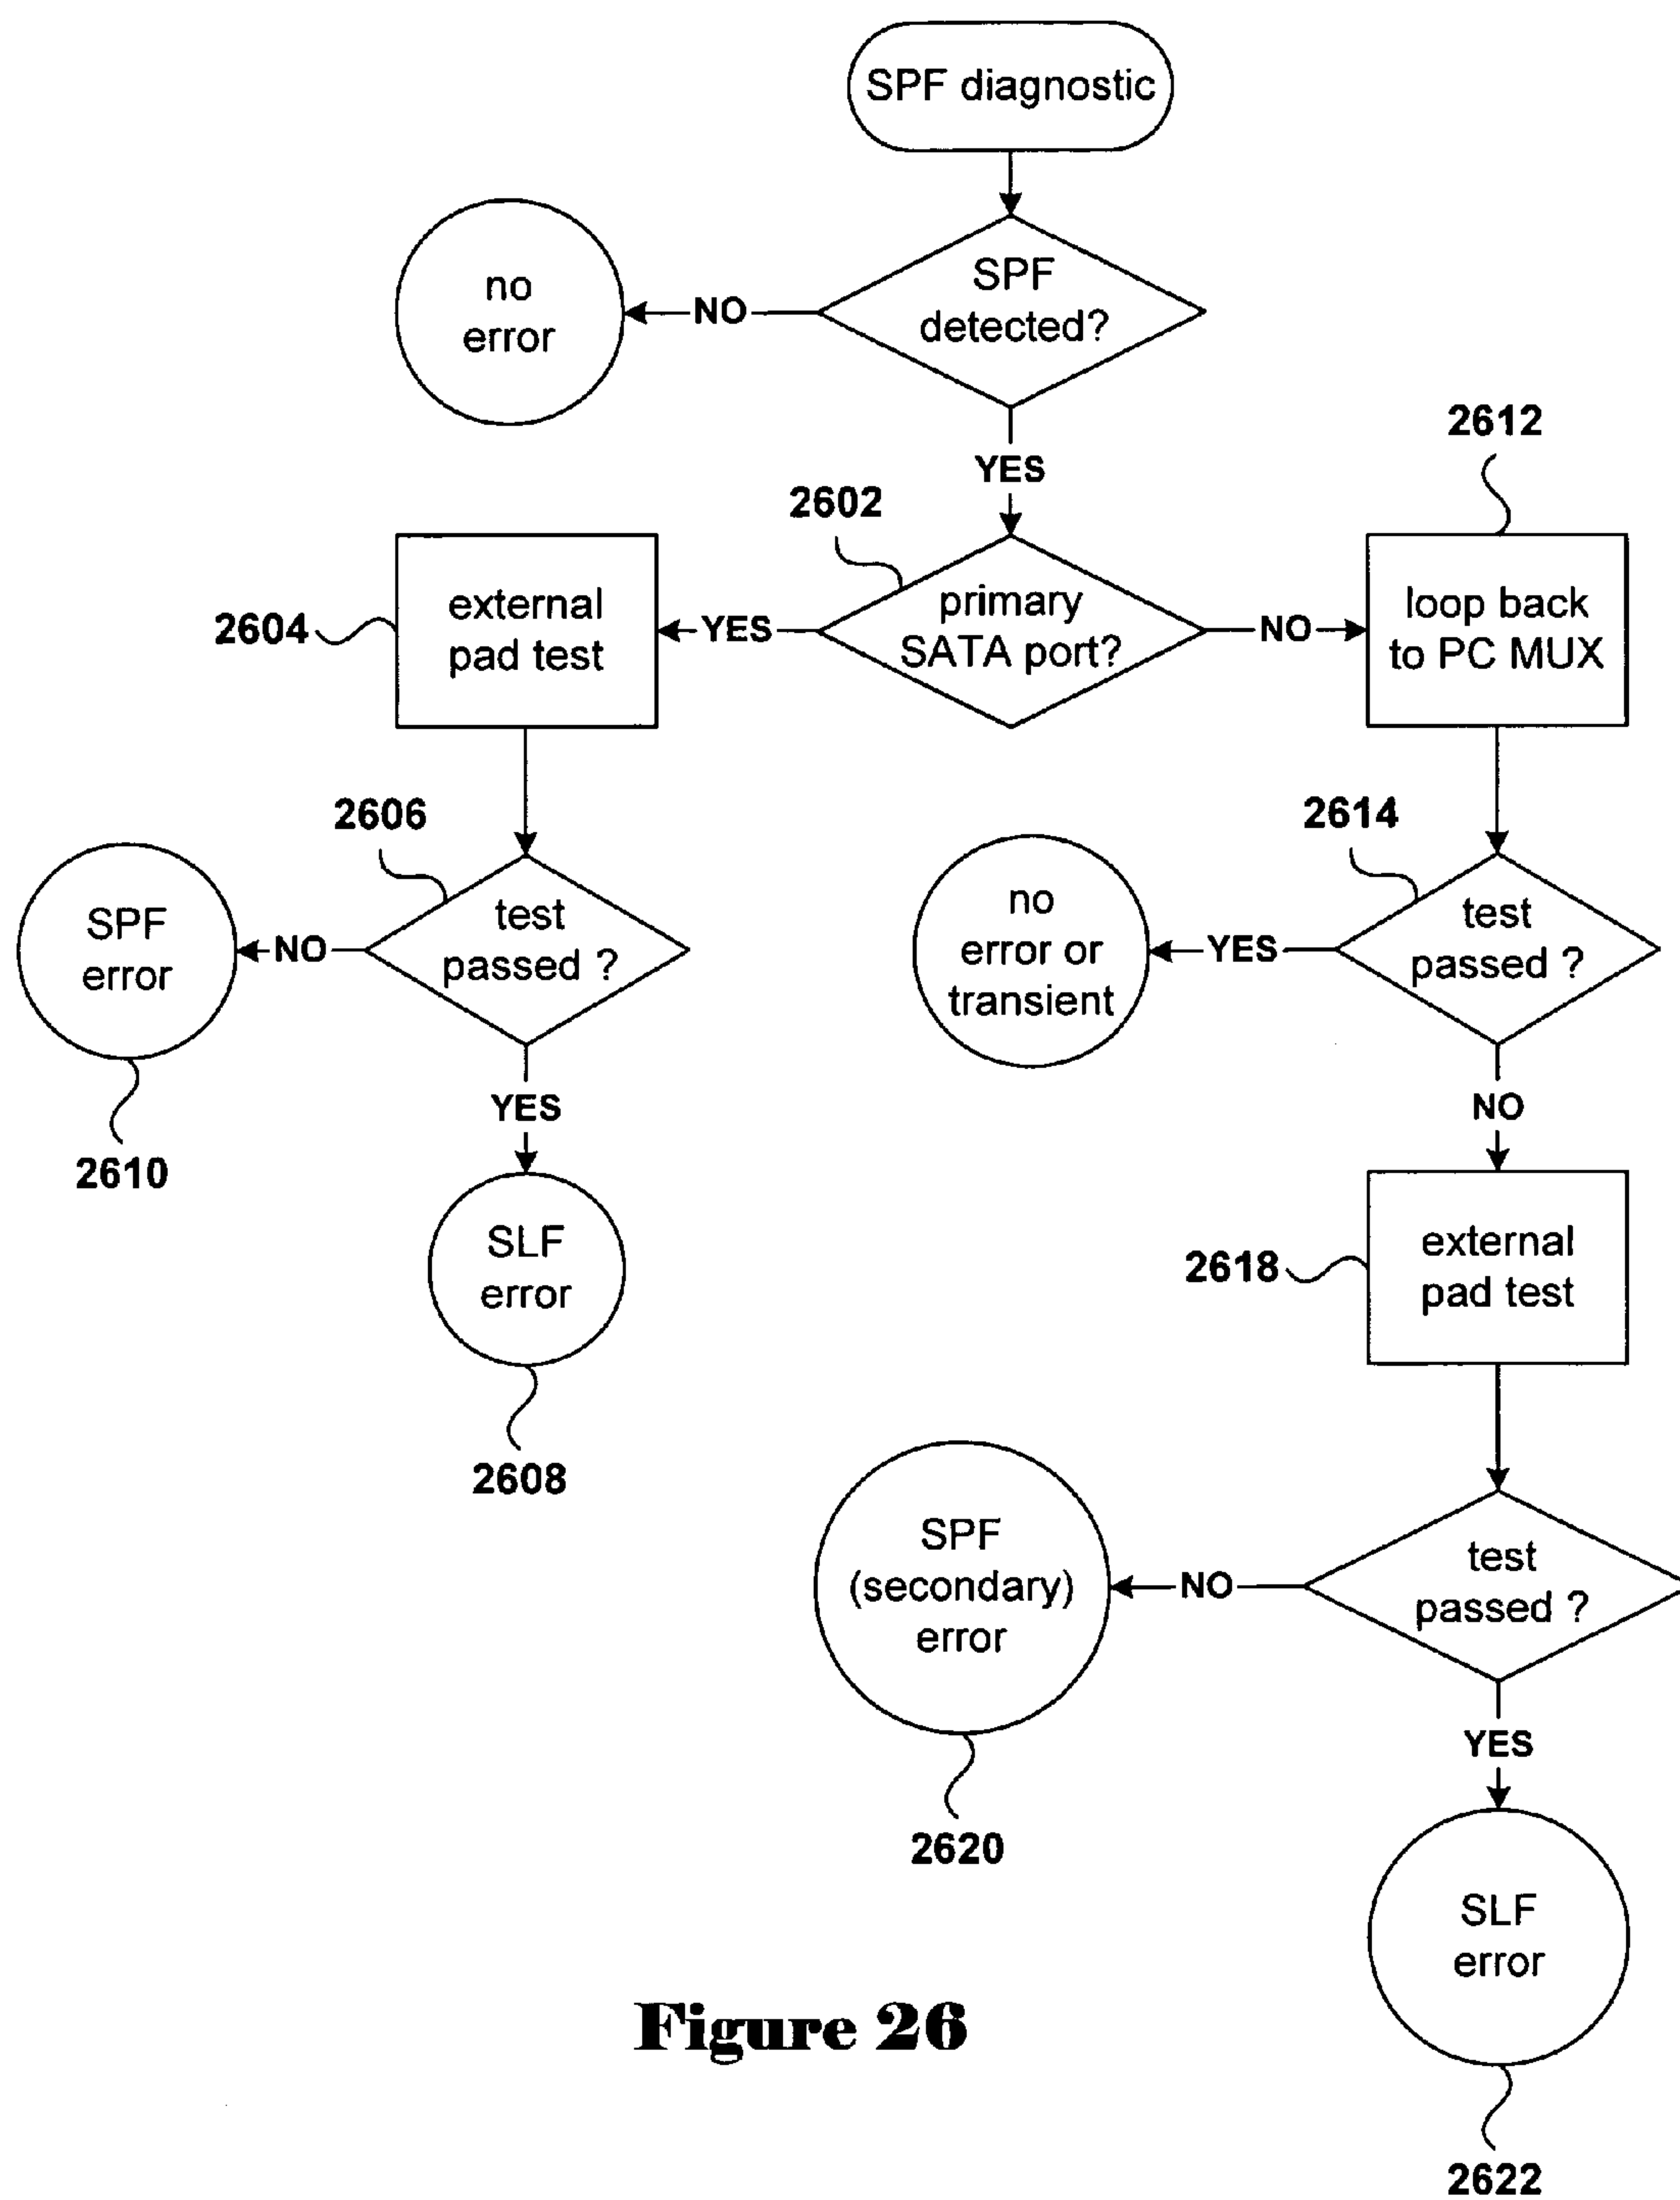 SPF diagnostic
no
error
NO
SPF
detected?
YES
2612
2602
2604
external
pad test
YES
primary
SATA port?
NO
loop back
to PC MUX
2606
2614
SPF
error
NO
test
passed ?
no
error or
transient
YES
test
passed ?
2610
YES
NO
SLF
error
2618
external
pad test
2608
SPF
(secondary)
error
NO
test
passed ?
YES
2620
SLF
error
Figure 26
2622